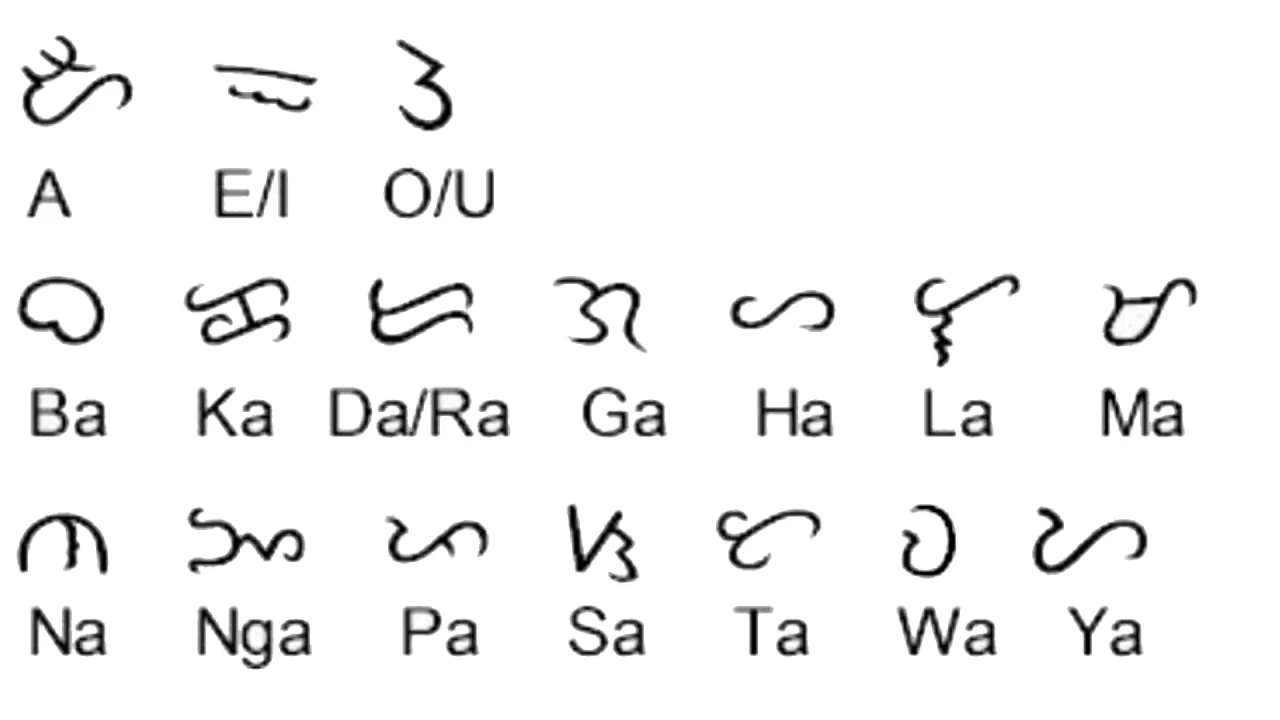 ᜀ ᜁ ᜂ
A E/I O/U
ᜊ ᜃ ᜇ ᜄ ᜑ ᜎ ᜋ
Ba Ka Da/Ra Ga Ha La Ma
ᜈ ᜅ ᜉ ᜐ ᜆ ᜏ ᜌ
Na Nga Pa Sa Ta Wa Ya